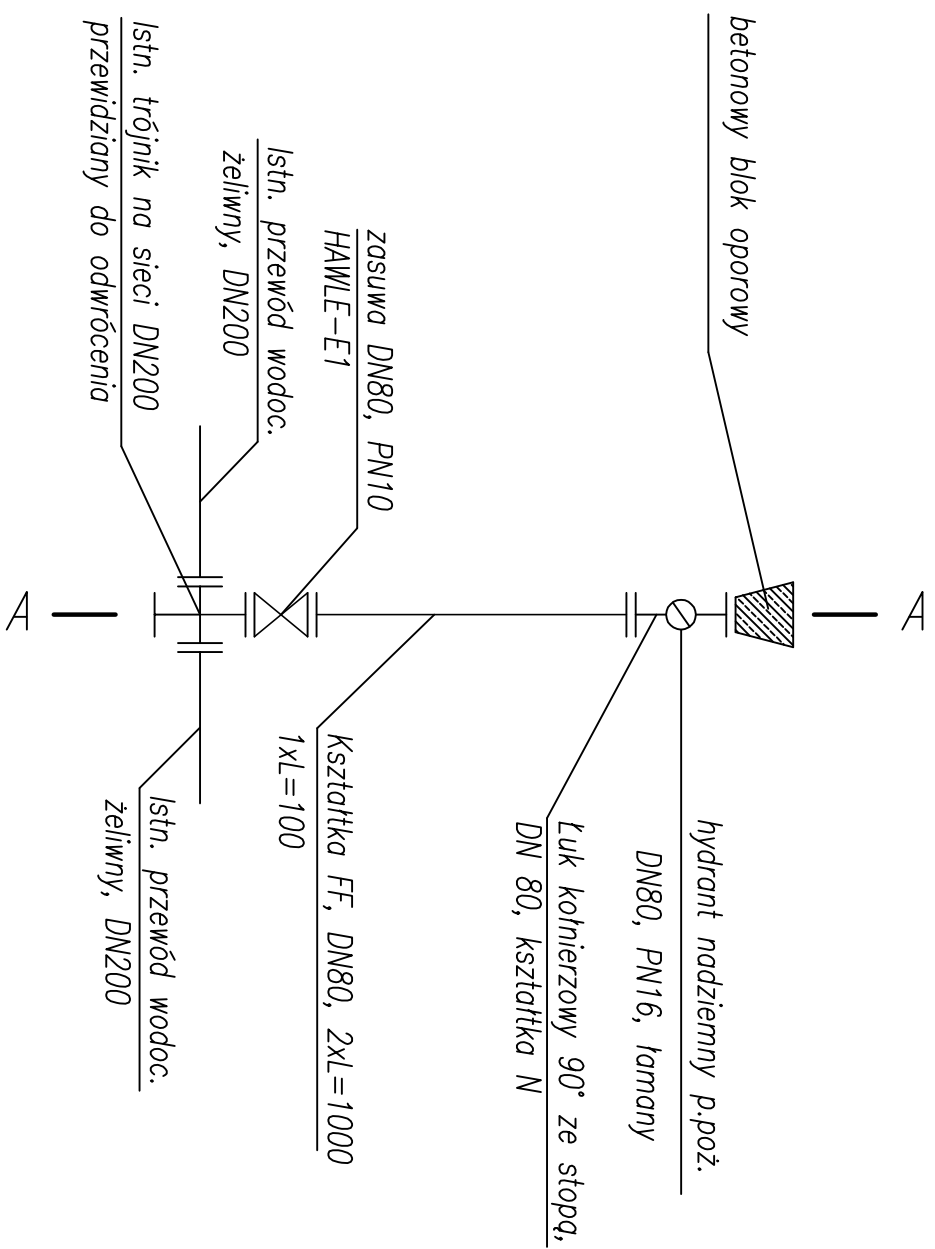 betonowy blok oporowy
hydrant nadziemny p.poż.
DN80, PN16, łamany
Łuk kołnierzowy 90° ze stopą,
DN 80, kształtka N
zasuwa DN80, PN10
HAWLE-E1
Kształtka FF, DN80, 2xL=1000
1xL=100
Istn. przewód wodoc.
żeliwny, DN200
Istn. trójnik na sieci DN200
przewidziany do odwrócenia
Istn. przewód wodoc.
żeliwny, DN200
A
A